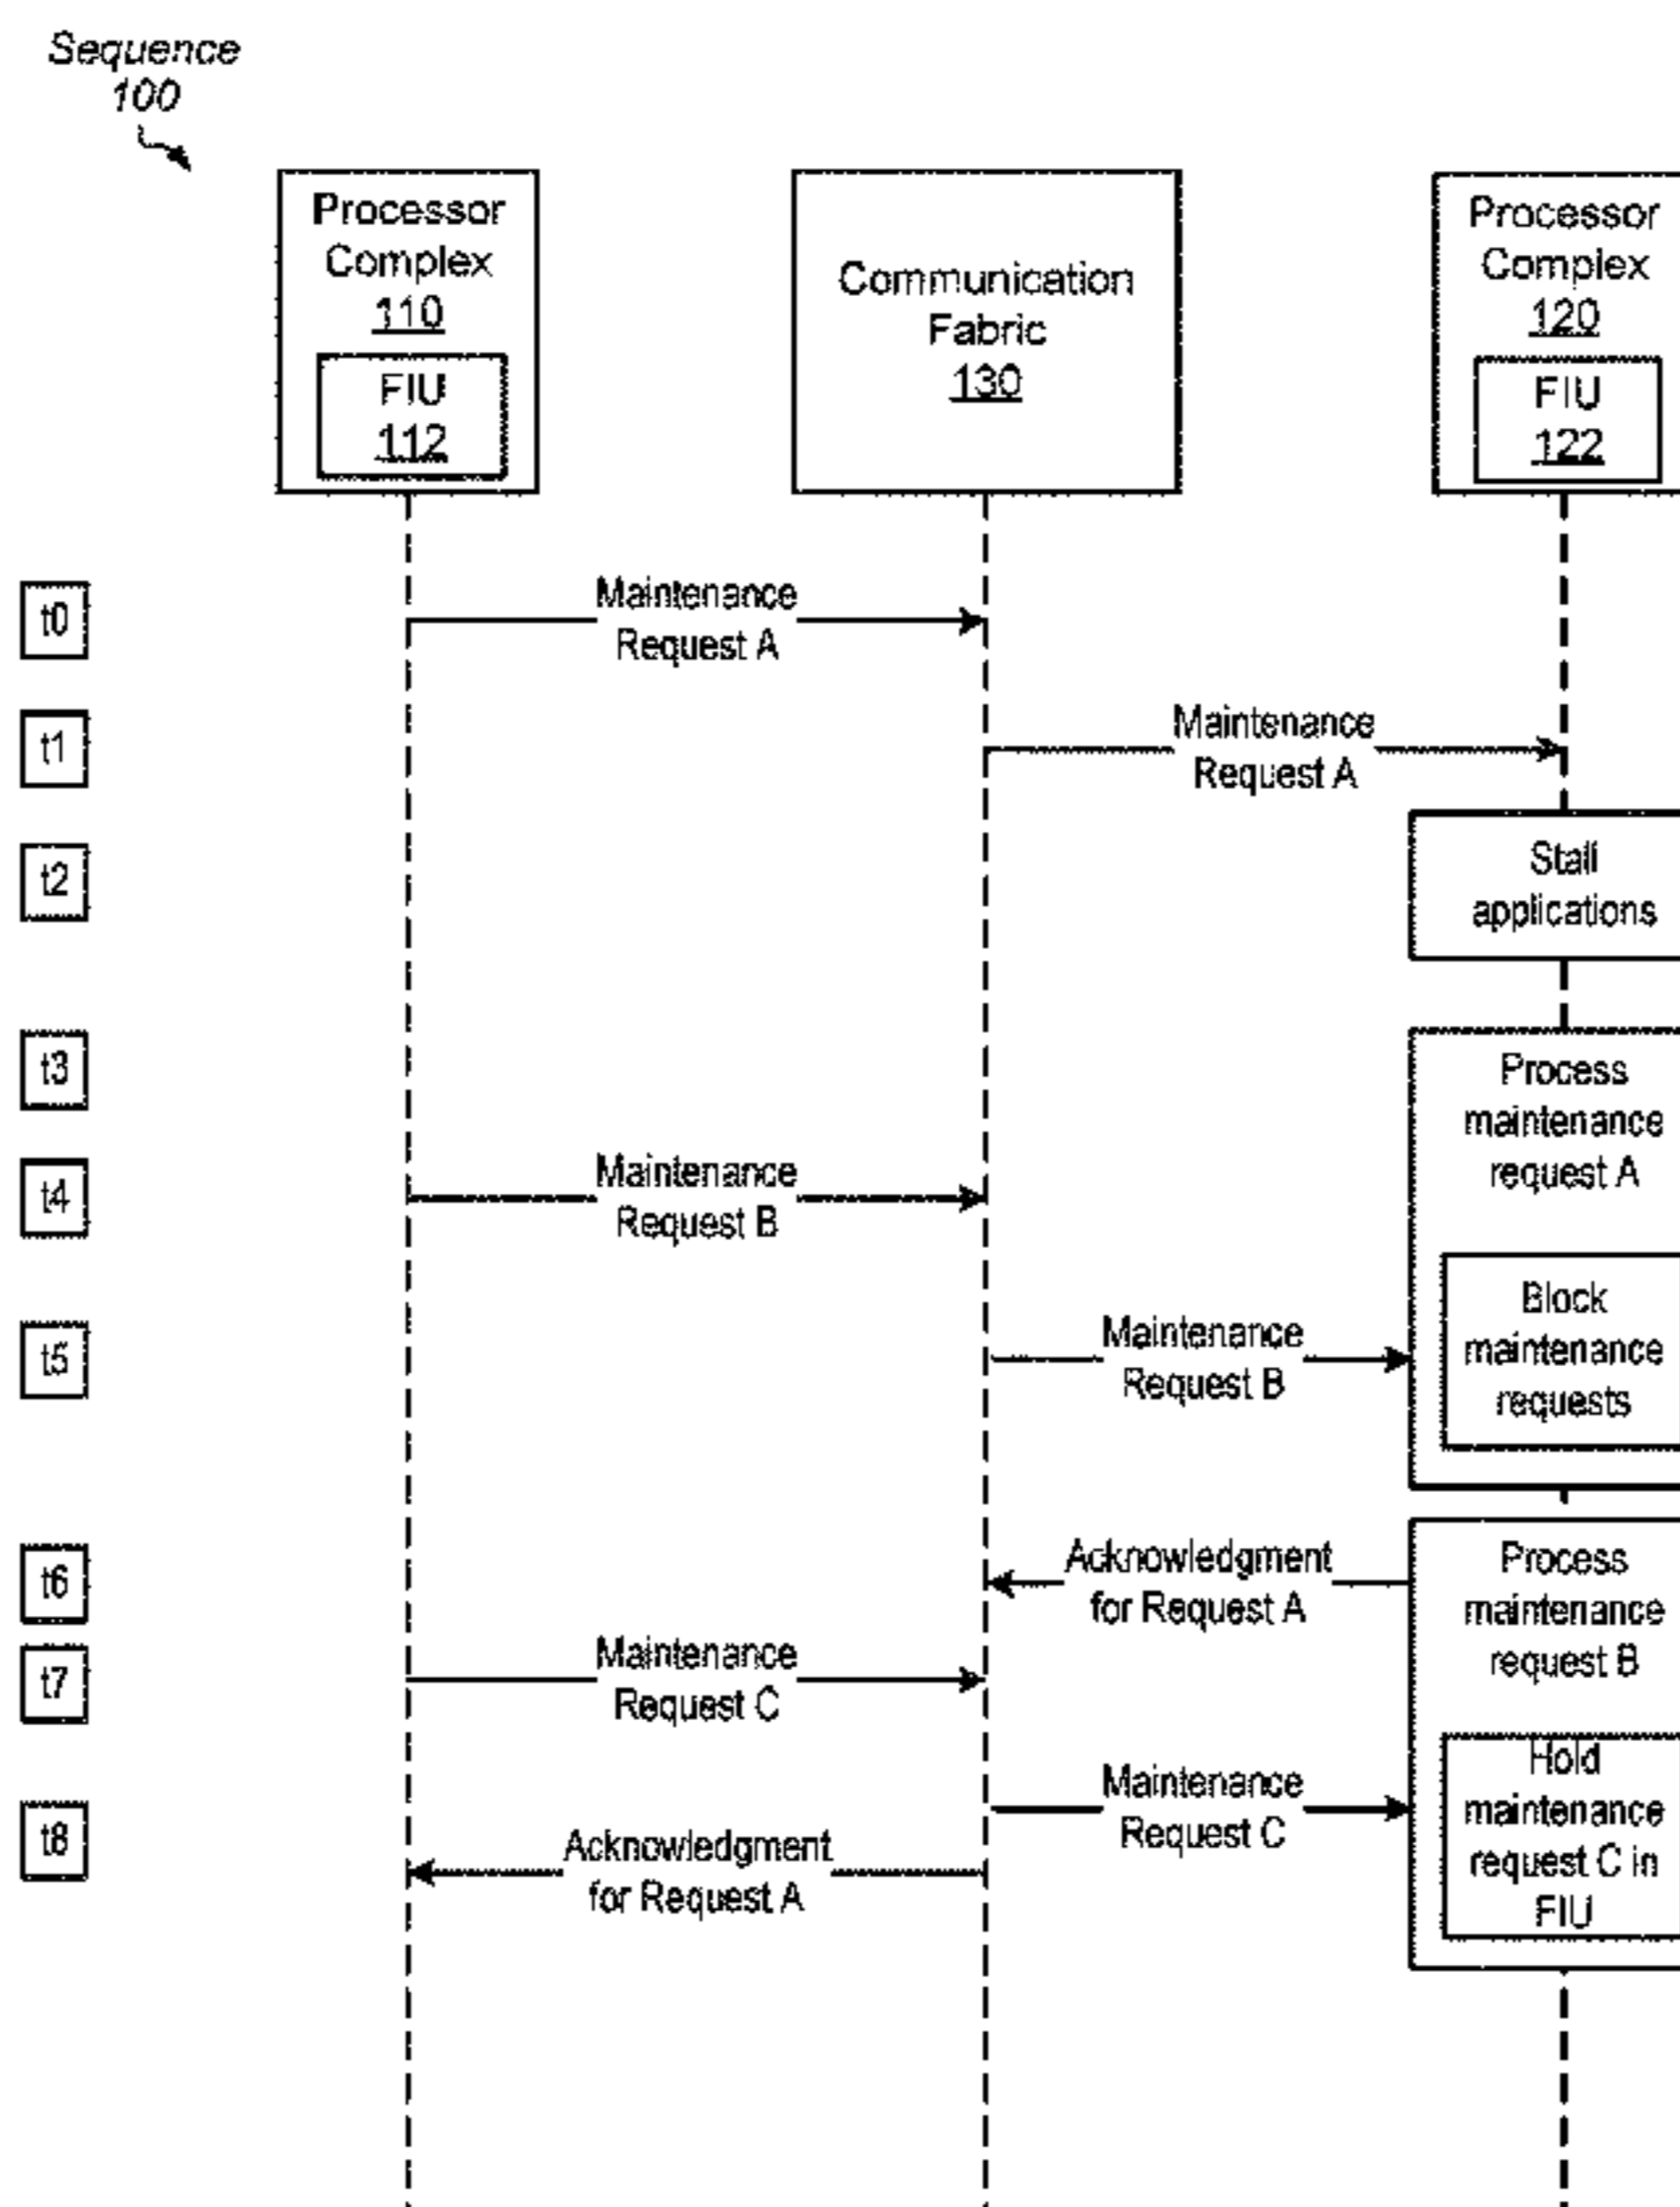 Sequence
100
Processor
Complex
110
FIU
112
Communication
Fabric
130
Processor
Complex
120
FIU
122
t0
Maintenance
Request A
t1
Maintenance
Request A
t2
Stall
applications
t3
Process
maintenance
request A
t4
Maintenance
Request B
t5
Maintenance
Request B
Block
maintenance
requests
t6
Acknowledgment
for Request A
Process
maintenance
request B
t7
Maintenance
Request C
t8
Maintenance
Request C
Hold
maintenance
request C in
FIU
Acknowledgment
for Request A